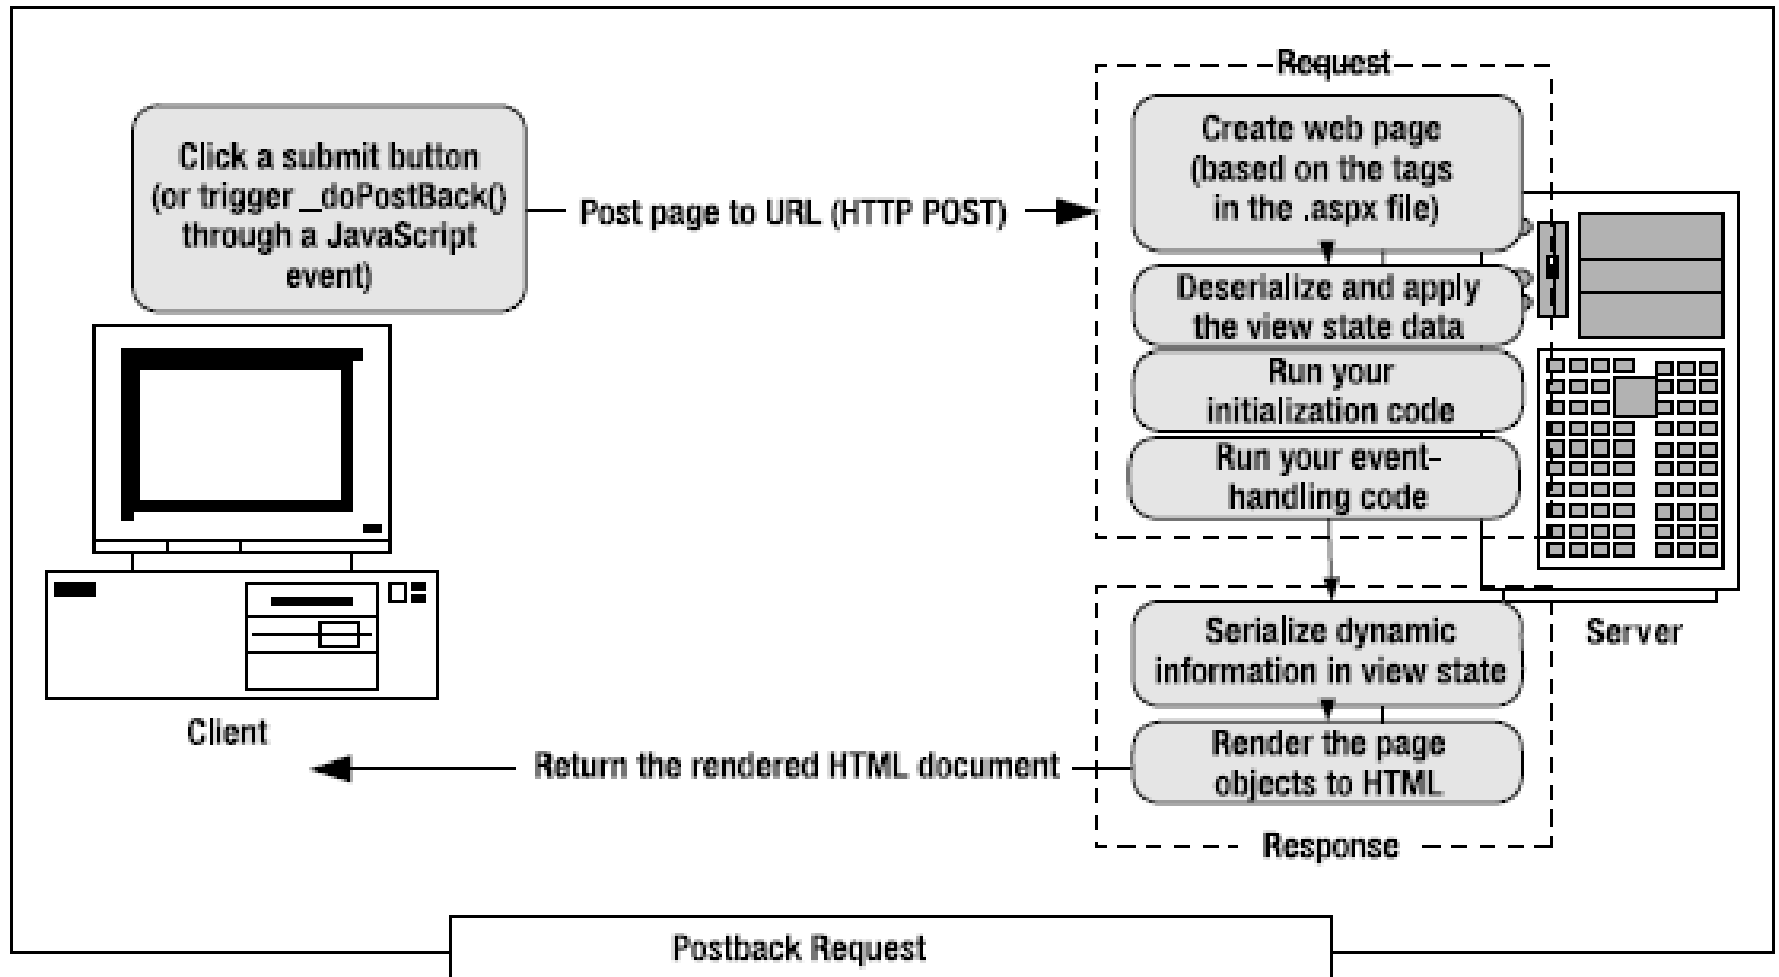 Request
Click a submit button
(or trigger _doPostBack()
through a JavaScript
event)
Post page to URL (HTTP POST)
Create web page
(based on the tags
in the .aspx file)
Deserialize and apply
the view state data
Run your
initialization code
Run your event-
handling code
Server
Serialize dynamic
information in view state
Client
Return the rendered HTML document
Render the page
objects to HTML
Response
Postback Request